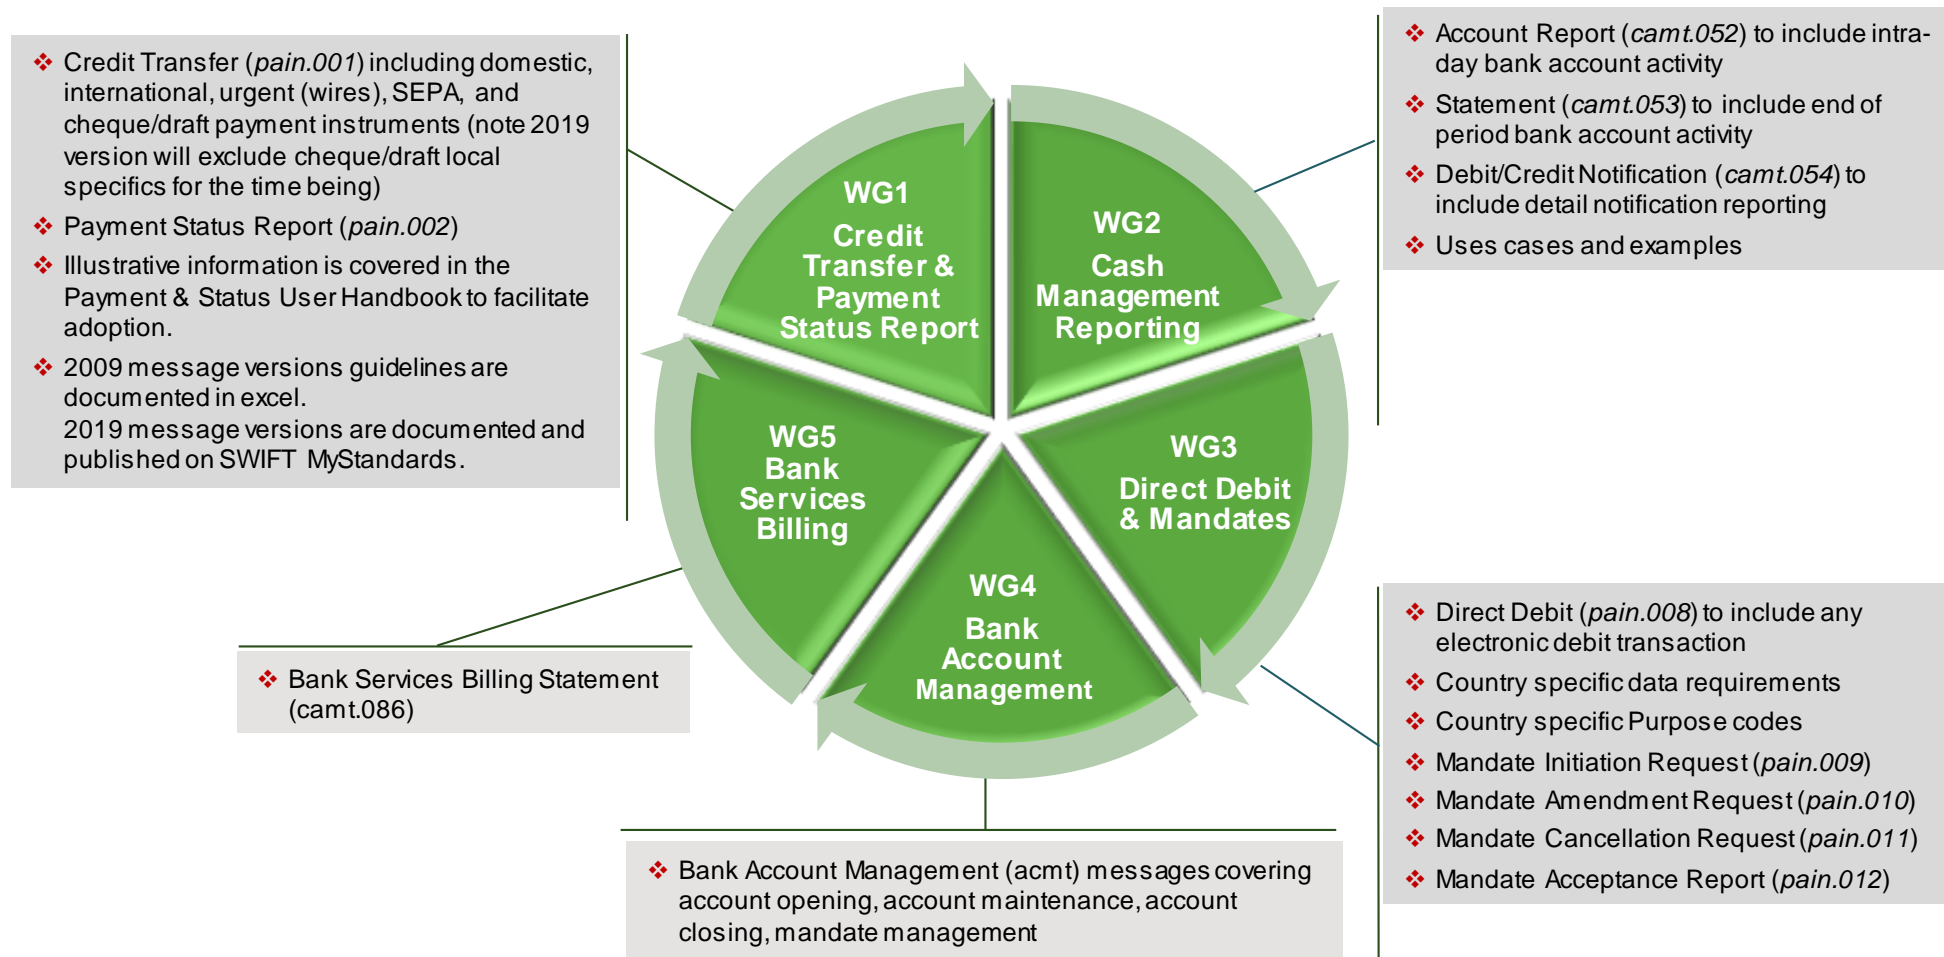 ❖ Credit Transfer (pain.001) including domestic,
international, urgent (wires), SEPA, and
cheque/draft payment instruments (note 2019
version will exclude cheque/draft local
specifics for the time being)
❖ Payment Status Report (pain.002)
❖ Illustrative information is covered in the
Payment & Status User Handbook to facilitate
adoption.
❖ 2009 message versions guidelines are
documented in excel.
2019 message versions are documented and
published on SWIFT MyStandards.
WG1
Credit
Transfer &
Payment
Status Report
WG2
Cash
Management
Reporting
❖ Account Report (camt.052) to include intra-
day bank account activity
❖ Statement (camt.053) to include end of
period bank account activity
❖ Debit/Credit Notification (camt.054) to
include detail notification reporting
❖ Uses cases and examples
WG5
Bank
Services
Billing
WG3
Direct Debit
& Mandates
WG4
Bank
Account
Management
❖ Bank Services Billing Statement
(camt.086)
❖ Direct Debit (pain.008) to include any
electronic debit transaction
❖ Country specific data requirements
❖ Country specific Purpose codes
❖ Mandate Initiation Request (pain.009)
❖ Mandate Amendment Request (pain.010)
❖ Mandate Cancellation Request (pain.011)
❖ Mandate Acceptance Report (pain.012)
❖ Bank Account Management (acmt) messages covering
account opening, account maintenance, account
closing, mandate management